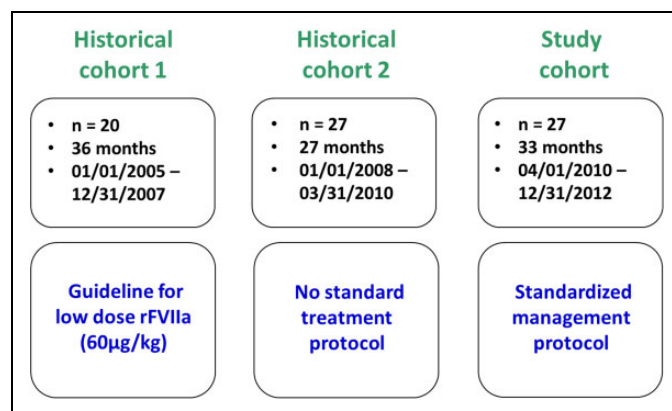 Historical
cohort 1
Historical
cohort 2
Study
cohort
• n = 20
• 36 months
• 01/01/2005 –
12/31/2007
• n = 27
• 27 months
• 01/01/2008 –
03/31/2010
• n = 27
• 33 months
• 04/01/2010 –
12/31/2012
Guideline for
low dose rFVIIa
(60µg/kg)
No standard
treatment
protocol
Standardized
management
protocol